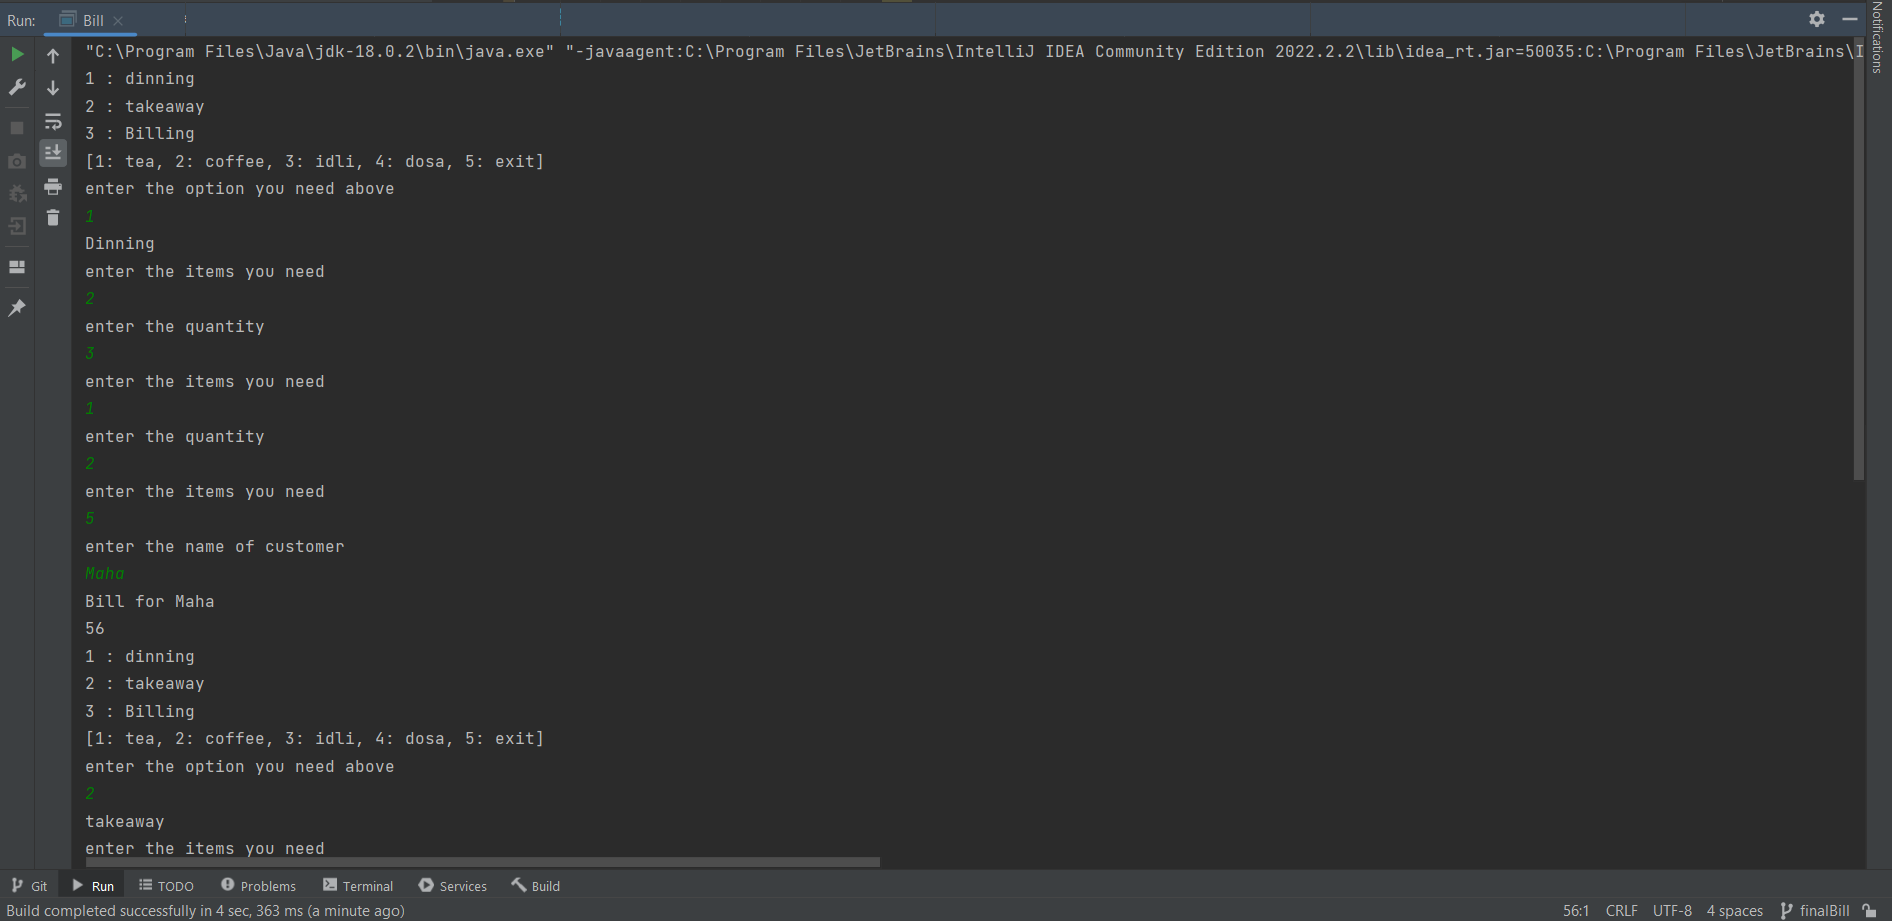 Run: Bill
Notifications
"C:\Program Files\Java\jdk-18.0.2\bin\java.exe" "-javaagent:C:\Program Files\JetBrains\IntelliJ IDEA Community Edition 2022.2.2\lib\idea_rt.jar=50035:C:\Program Files\JetBrains\I
1 : dinning
2 : takeaway
3 : Billing
[1: tea, 2: coffee, 3: idli, 4: dosa, 5: exit]
enter the option you need above
1
Dinning
enter the items you need
2
enter the quantity
3
enter the items you need
1
enter the quantity
2
enter the items you need
5
enter the name of customer
Maha
Bill for Maha
56
1 : dinning
2 : takeaway
3 : Billing
[1: tea, 2: coffee, 3: idli, 4: dosa, 5: exit]
enter the option you need above
2
takeaway
enter the items you need
Git Run TODO Problems Terminal Services Build
Build completed successfully in 4 sec, 363 ms (a minute ago) 56:1 CRLF UTF-8 4 spaces finalBill